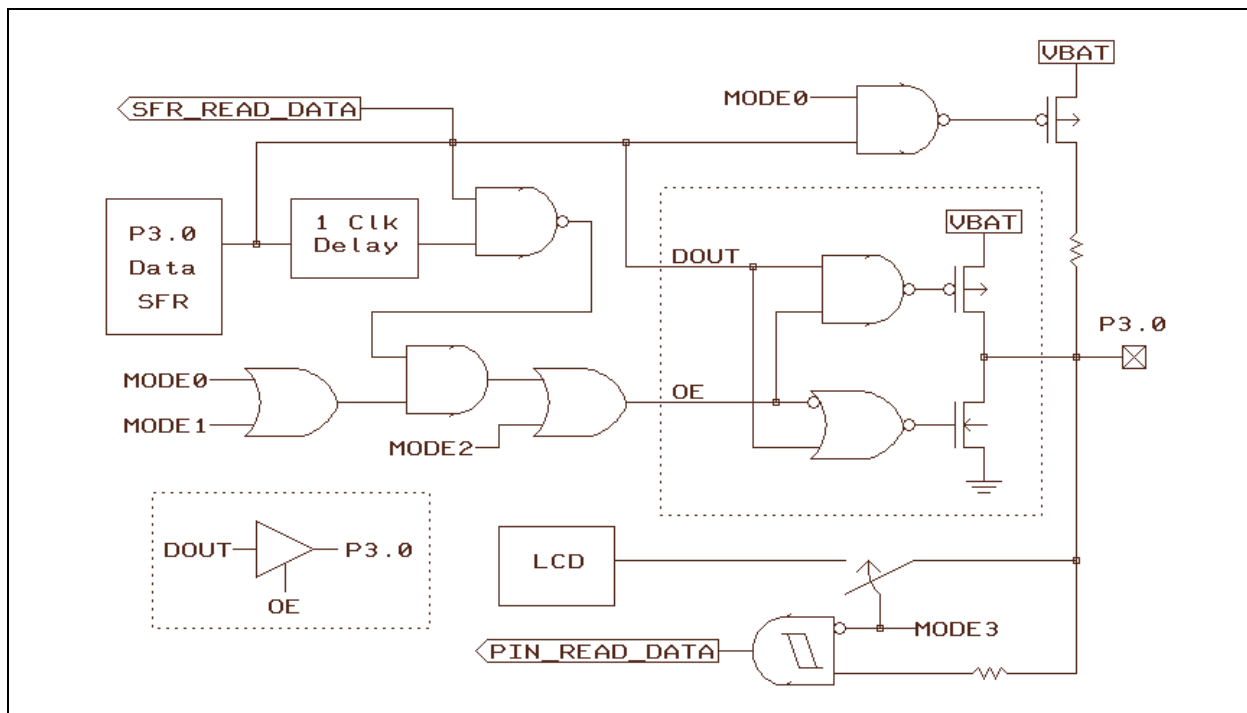 VBAT
MODE0
SFR_READ_DATA
P3.0
Data
SFR
1 Clk
Delay
VBAT
DOUT
P3.0
MODE0
MODE1
MODE2
OE
DOUT
P3.0
OE
LCD
MODE3
PIN_READ_DATA